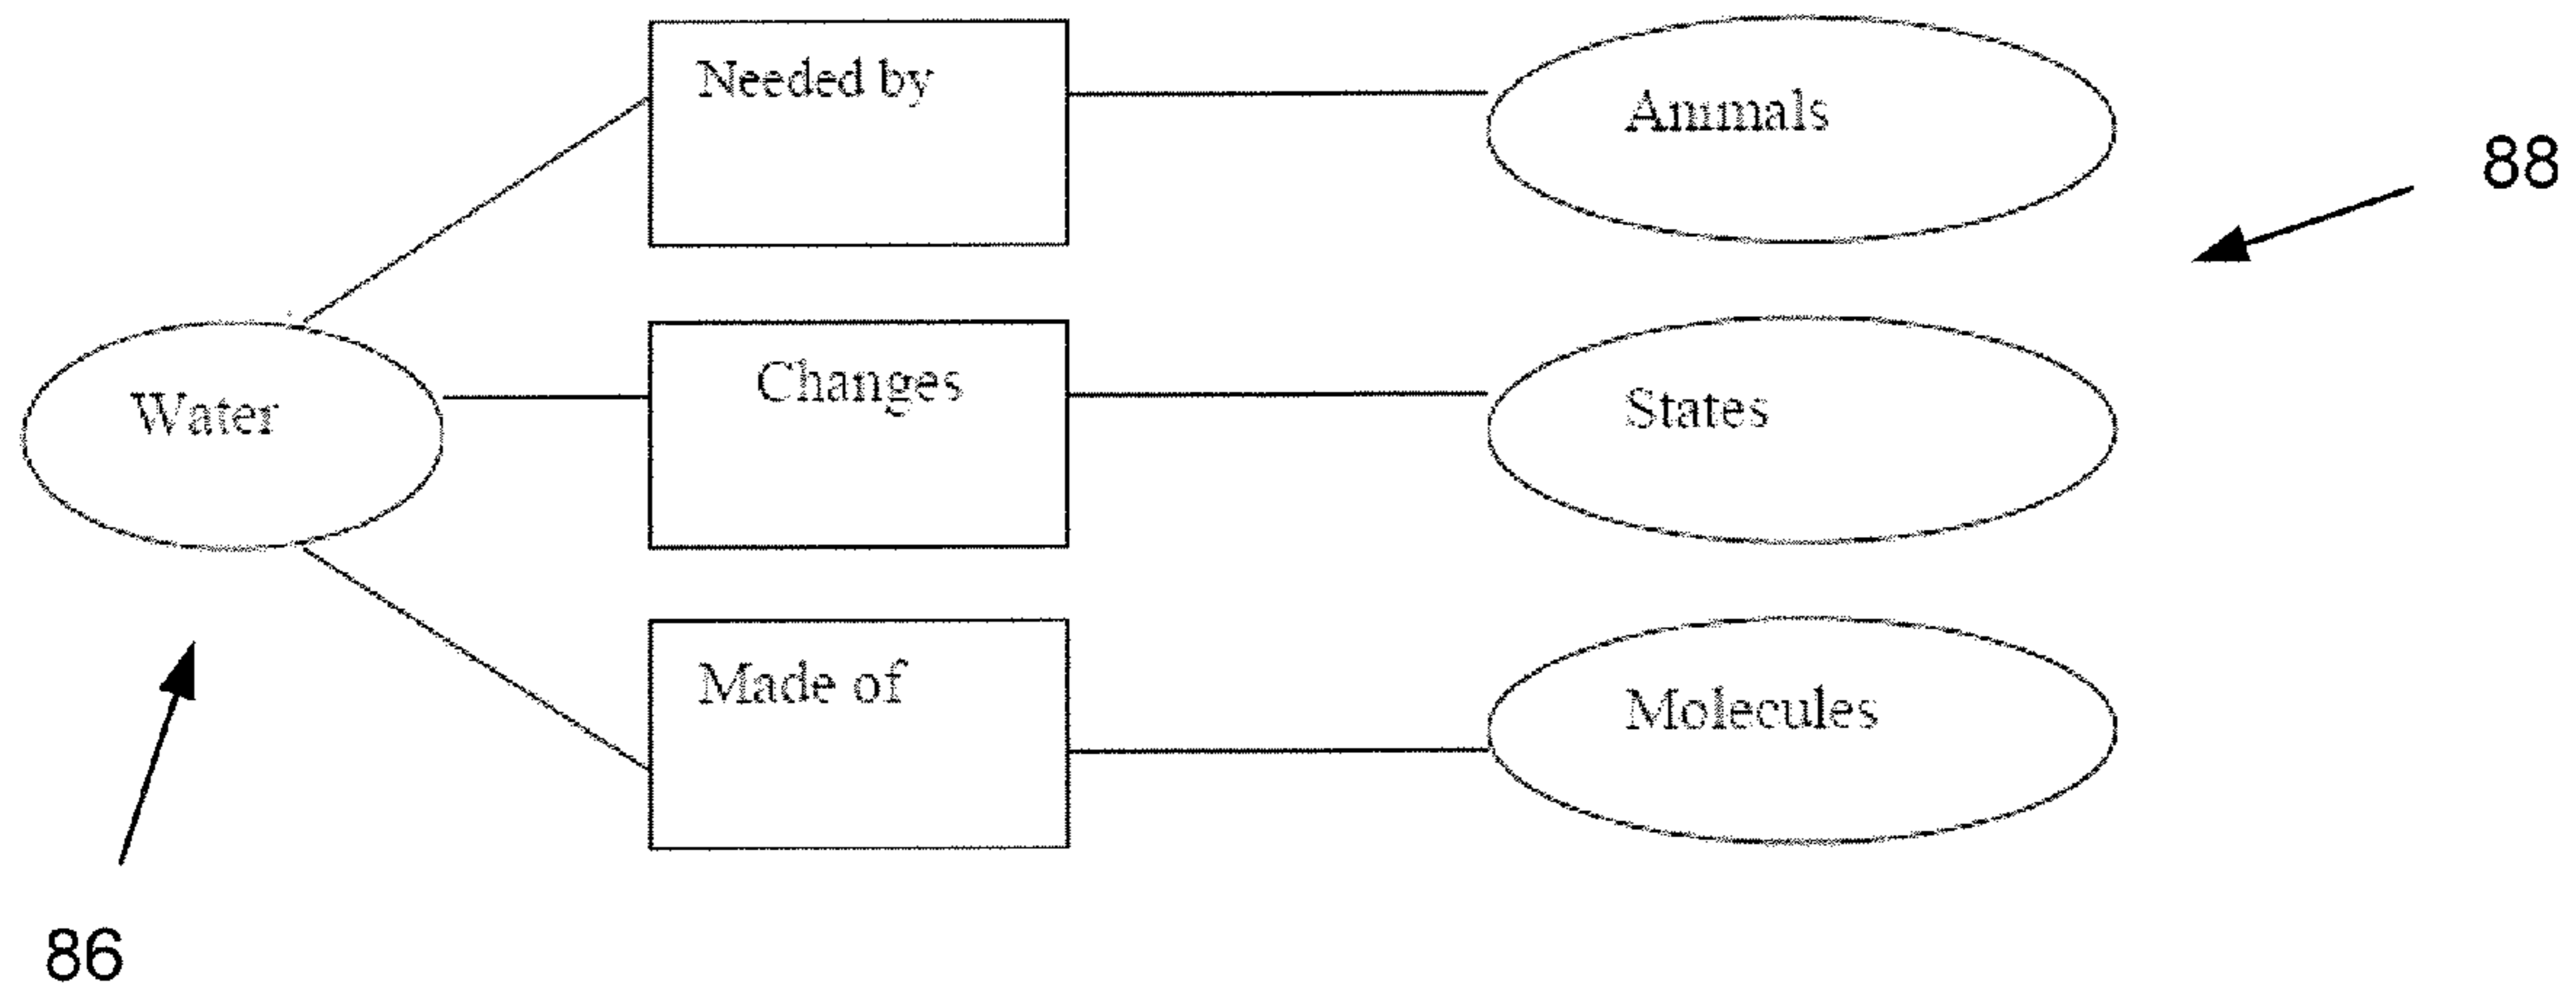 Needed by
Animals
88
Water
Changes
States
Made of
Molecules
86